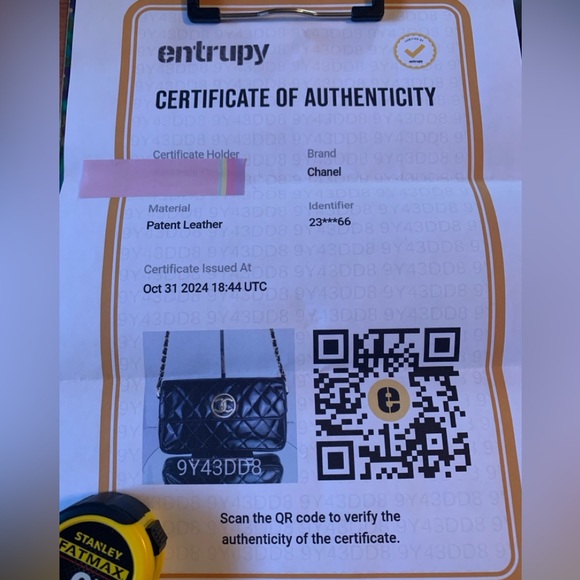 entrupy
CERTIFICATE OF AUTHENTICITY
Certificate Holder
Brand
Chanel
Material
Patent Leather
Identifier
23***66
Certificate Issued At
Oct 31 2024 18:44 UTC
9Y43DD8
Scan the QR code to verify the
authenticity of the certificate.
STANLEY
FATMAX